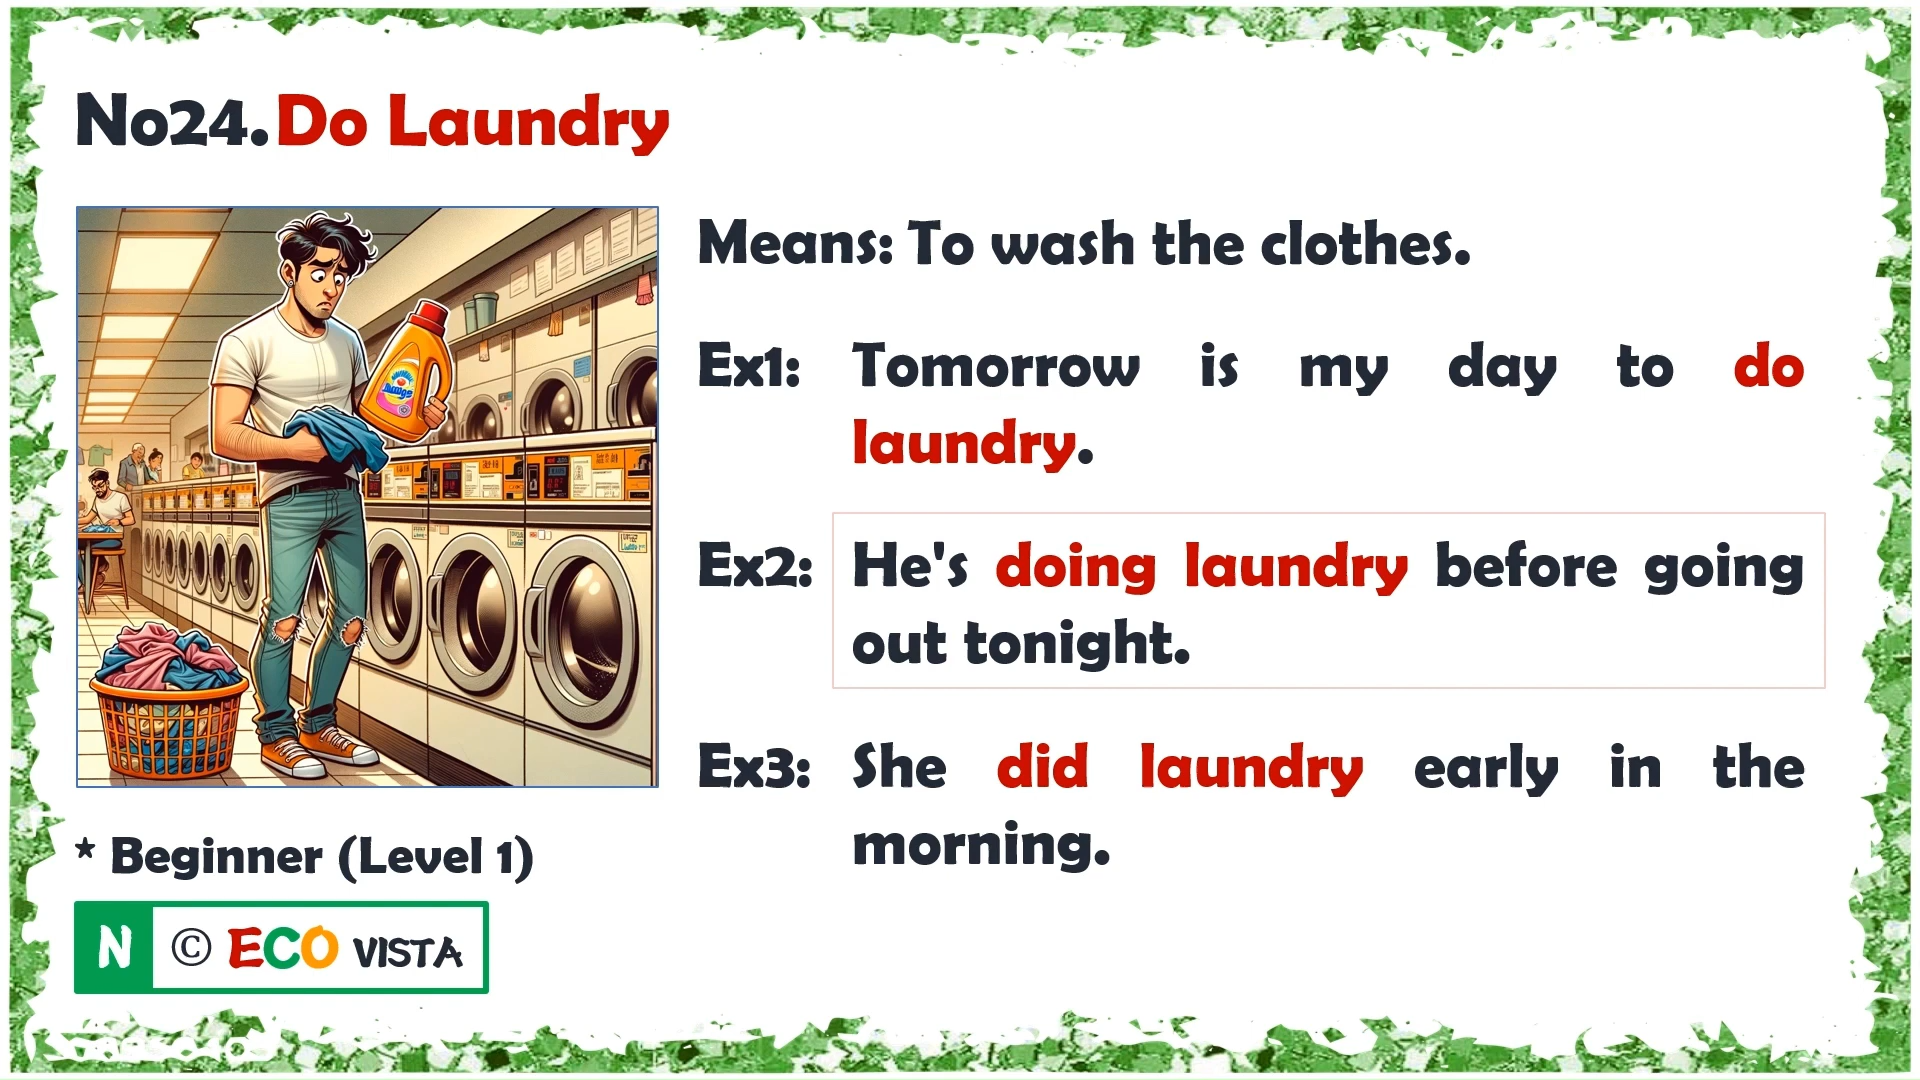 No24. Do Laundry
Means: To wash the clothes.
Ex1: Tomorrow is my day to do
laundry.
Ex2: He's doing laundry before going
out tonight.
Ex3: She did laundry early in the
morning.
* Beginner (Level 1)
N © ECO VISTA